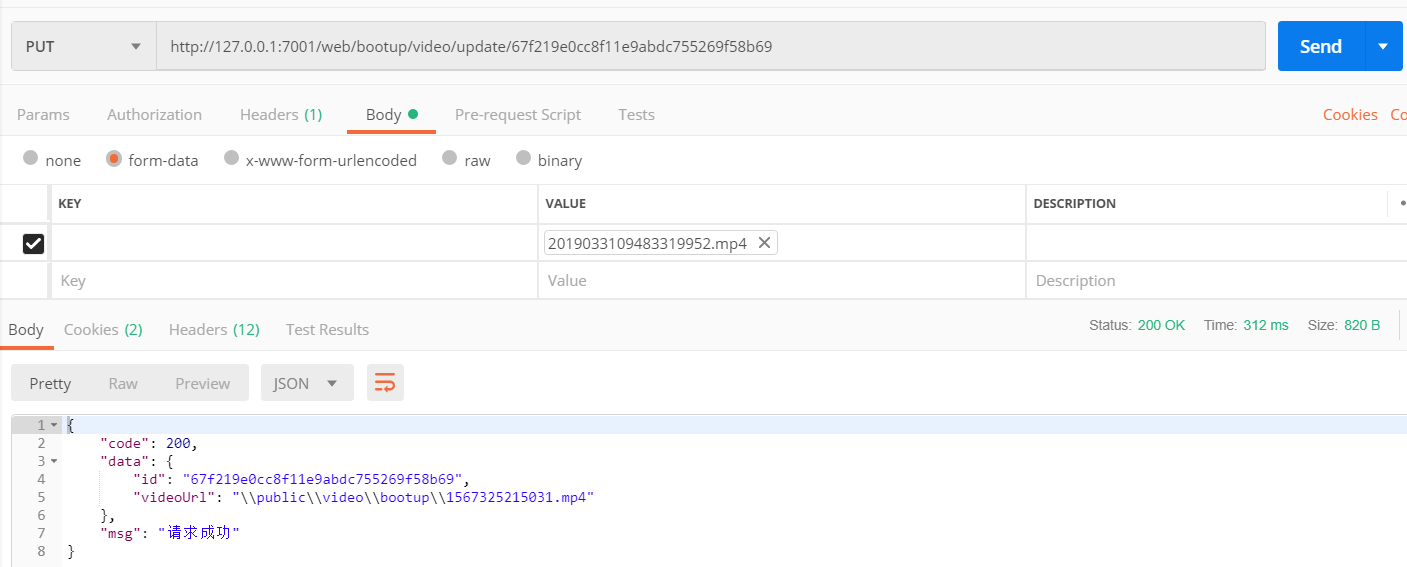 PUT http://127.0.0.1:7001/web/bootup/video/update/67f219e0cc8f11e9abdc755269f58b69 Send
Params Authorization Headers (1) Body Pre-request Script Tests Cookies Co
none form-data x-www-form-urlencoded raw binary
KEY VALUE DESCRIPTION
2019033109483319952.mp4
Key Value Description
Body Cookies (2) Headers (12) Test Results Status: 200 OK Time: 312 ms Size: 820 B
Pretty Raw Preview JSON
1 {
2 "code": 200,
3 "data": {
4 "id": "67f219e0cc8f11e9abdc755269f58b69",
5 "videoUrl": "\\public\\video\\bootup\\1567325215031.mp4"
6 },
7 "msg": "请求成功"
8 }